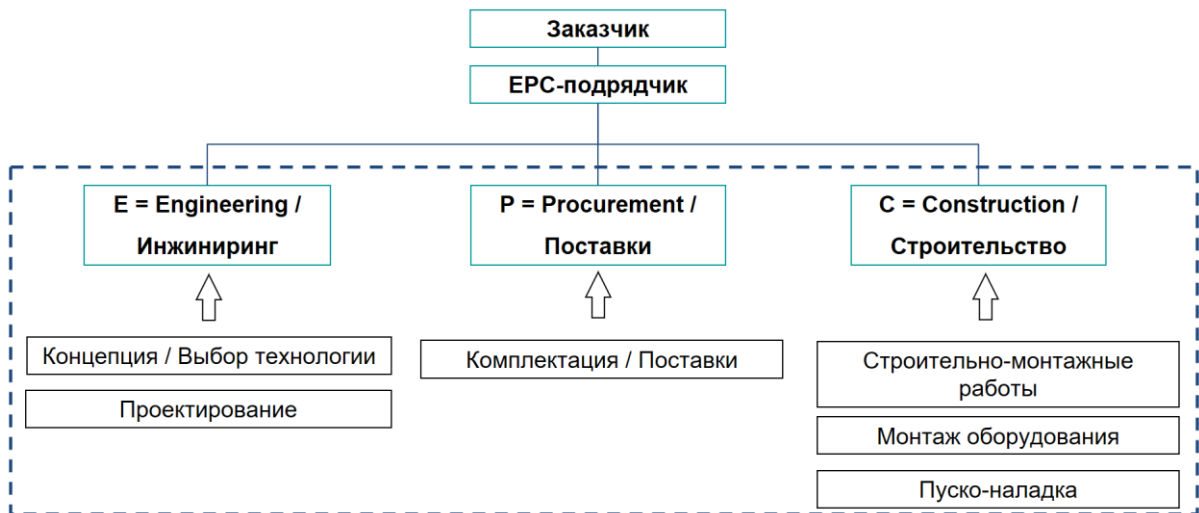 Заказчик
EPC-подрядчик
E = Engineering /
Инжиниринг
P = Procurement /
Поставки
C = Construction /
Строительство
Концепция / Выбор технологии
Проектирование
Комплектация / Поставки
Строительно-монтажные
работы
Монтаж оборудования
Пуско-наладка